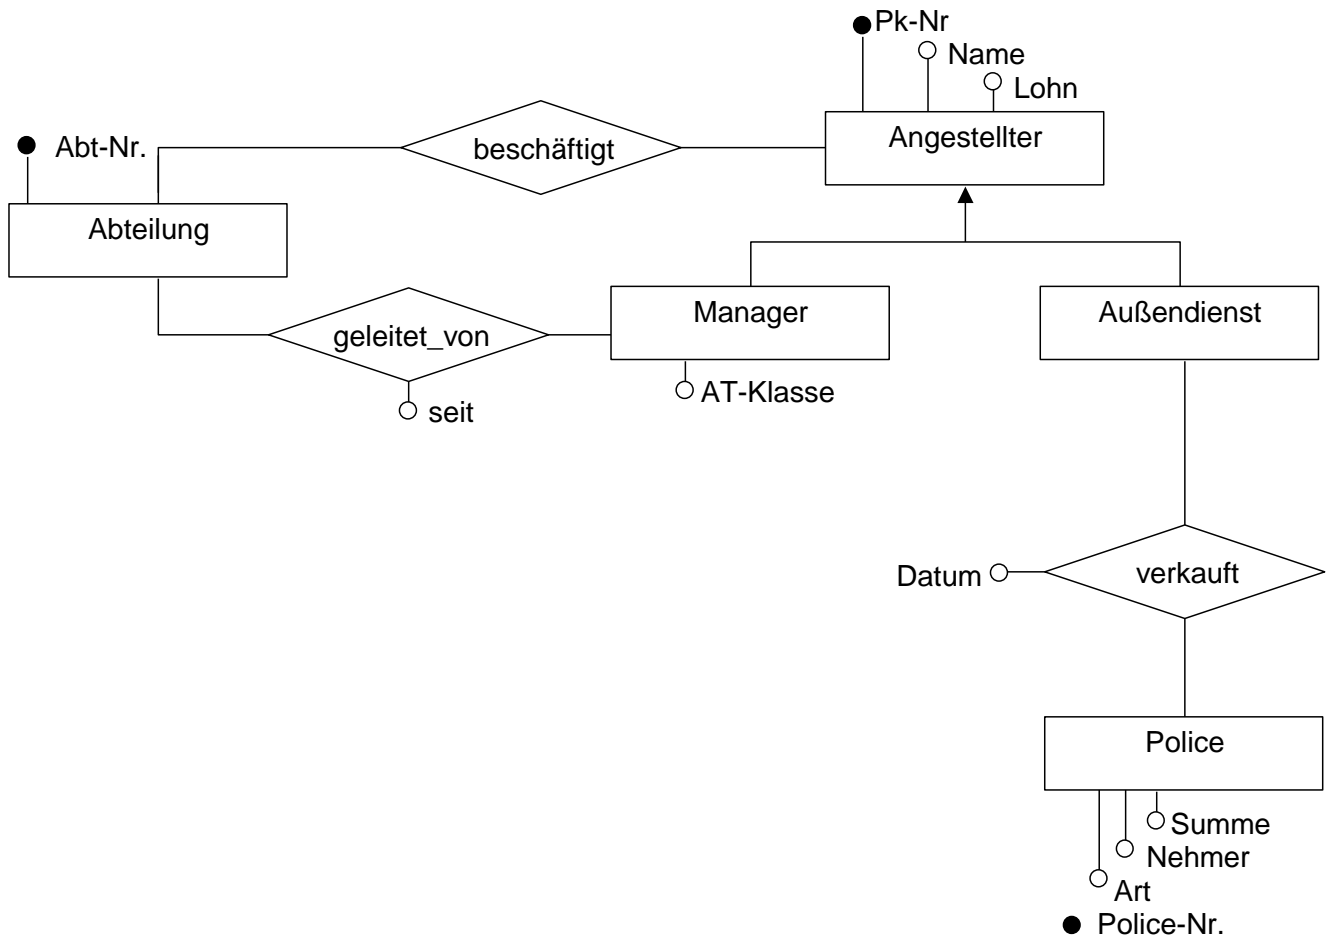 Pk-Nr
Name
Lohn
Angestellter
beschäftigt
Abt-Nr.
Abteilung
Manager
Außendienst
geleitet_von
AT-Klasse
seit
Datum
verkauft
Police
Summe
Nehmer
Art
Police-Nr.